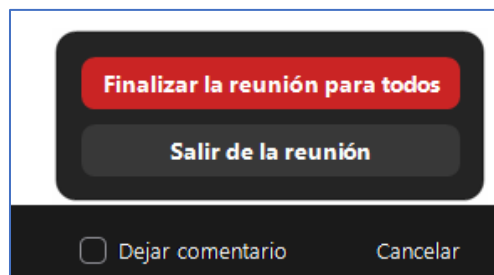 Finalizar la reunión para todos
Salir de la reunión
Dejar comentario
Cancelar